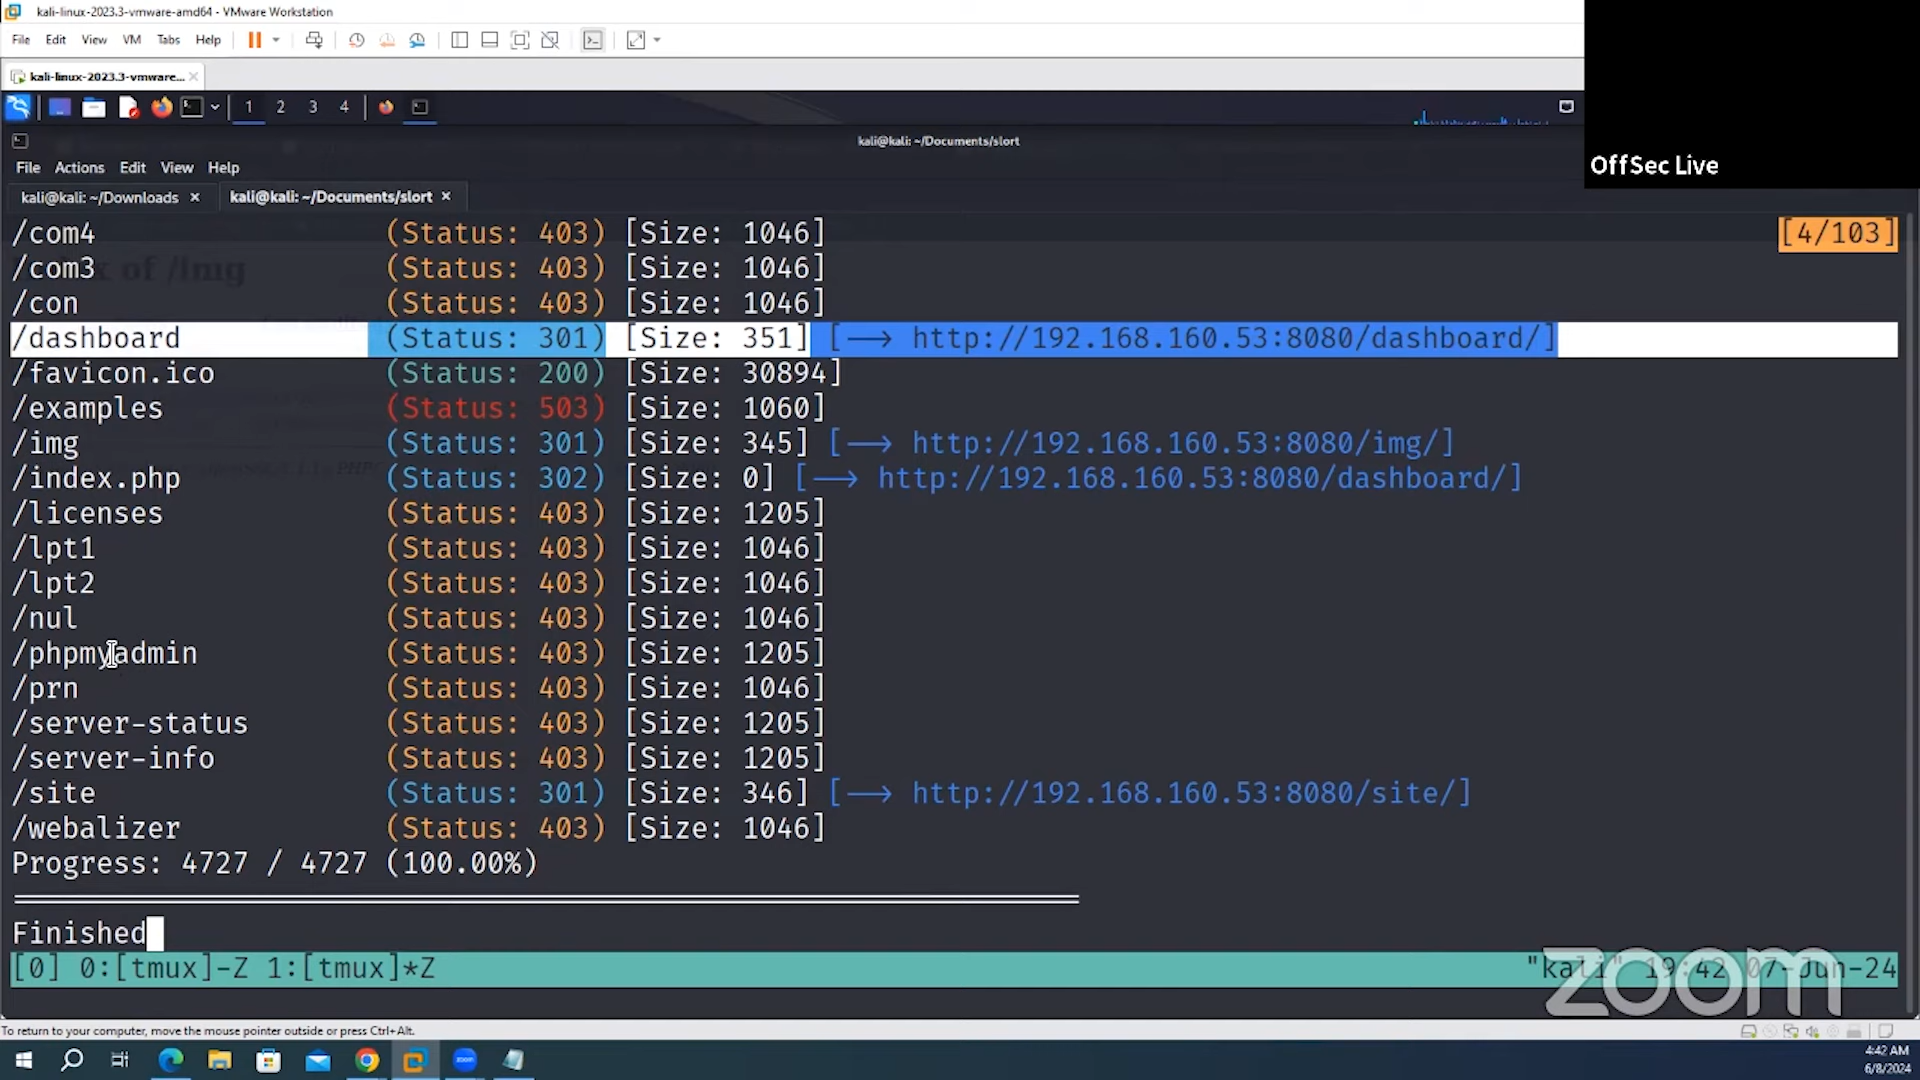 kali-linux-2023.3-vmware-amd64 - VMware Workstation
File Edit View VM Tabs Help
kali-linux-2023.3-vmware...
1 2 3 4
kali@kali: ~/Documents/slort
File Actions Edit View Help
OffSec Live
kali@kali: ~/Downloads kali@kali: ~/Documents/slort
/com4 (Status: 403) [Size: 1046] [4/103]
/com3 (Status: 403) [Size: 1046]
/con (Status: 403) [Size: 1046]
/dashboard (Status: 301) [Size: 351] [--> http://192.168.160.53:8080/dashboard/]
/favicon.ico (Status: 200) [Size: 30894]
/examples (Status: 503) [Size: 1060]
/img (Status: 301) [Size: 345] [--> http://192.168.160.53:8080/img/]
/index.php (Status: 302) [Size: 0] [--> http://192.168.160.53:8080/dashboard/]
/licenses (Status: 403) [Size: 1205]
/lpt1 (Status: 403) [Size: 1046]
/lpt2 (Status: 403) [Size: 1046]
/nul (Status: 403) [Size: 1046]
/phpmyadmin (Status: 403) [Size: 1205]
/prn (Status: 403) [Size: 1046]
/server-status (Status: 403) [Size: 1205]
/server-info (Status: 403) [Size: 1205]
/site (Status: 301) [Size: 346] [--> http://192.168.160.53:8080/site/]
/webalizer (Status: 403) [Size: 1046]
Progress: 4727 / 4727 (100.00%)
Finished
[0] 0:[tmux]-Z 1:[tmux]*Z "kali" 19:42 07-Jun-24
zoom
To return to your computer, move the mouse pointer outside or press Ctrl+Alt.
4:42 AM
6/8/2024